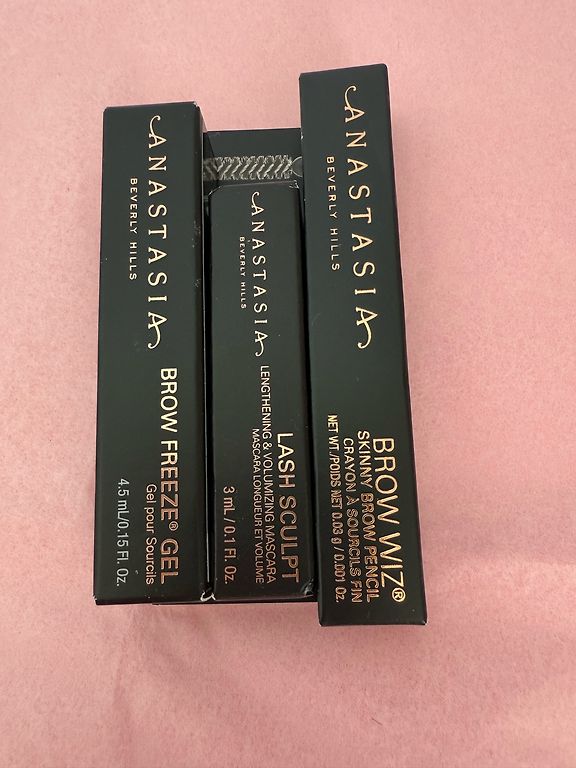 ANASTASIA
BEVERLY HILLS
BROW FREEZE® GEL
Gel pour Sourcils
4.5 mL/0.15 Fl. Oz.
ANASTASIA
BEVERLY HILLS
LASH SCULPT
LENGTHENING & VOLUMIZING MASCARA
MASCARA LONGUEUR ET VOLUME
3 mL / 0.1 Fl. Oz.
ANASTASIA
BEVERLY HILLS
BROW WIZ®
SKINNY BROW PENCIL
CRAYON À SOURCILS FIN
NET WT./POIDS NET 0.03 g / 0.001 Oz.